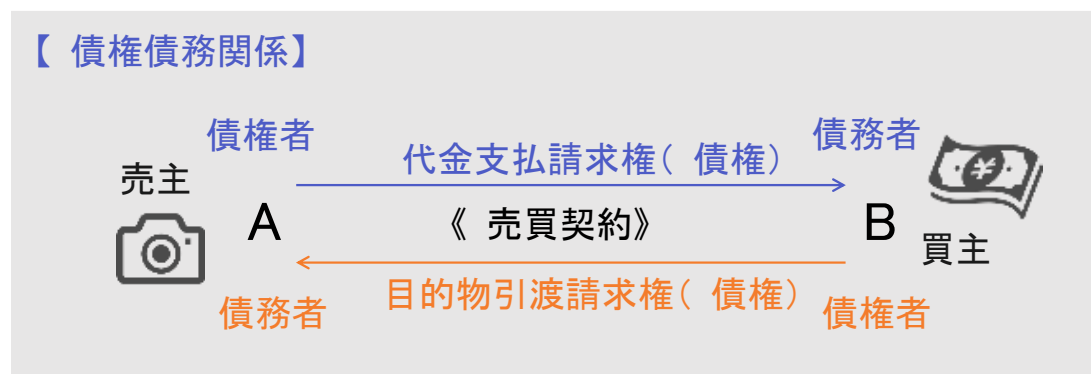 【 債権債務関係】
債権者
債務者
代金支払請求権( 債権)
売主
A
《 売買契約》
B
買主
目的物引渡請求権( 債権)
債務者
債権者
¥